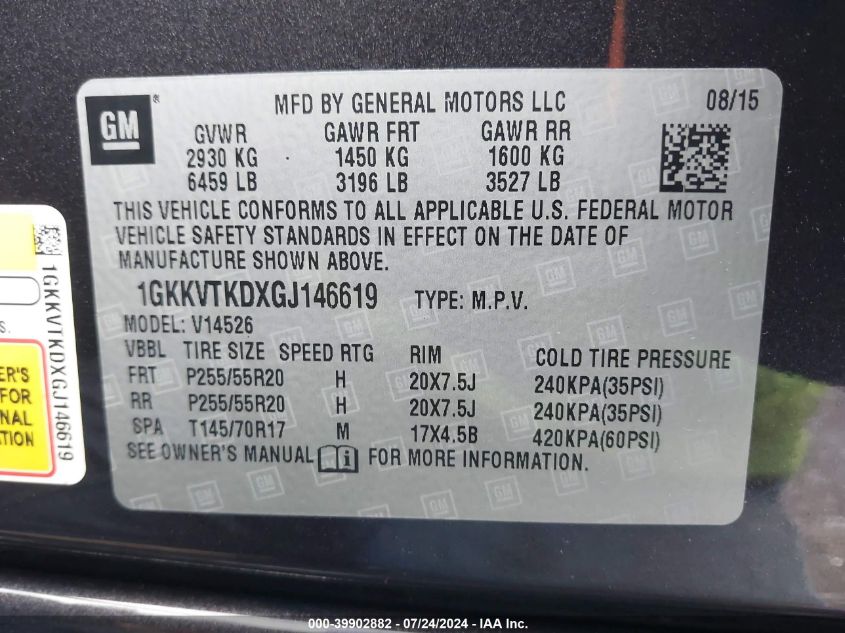 GM
®
MFD BY GENERAL MOTORS LLC 08/15
GVWR GAWR FRT GAWR RR
2930 KG 1450 KG 1600 KG
6459 LB 3196 LB 3527 LB
THIS VEHICLE CONFORMS TO ALL APPLICABLE U.S. FEDERAL MOTOR
VEHICLE SAFETY STANDARDS IN EFFECT ON THE DATE OF
MANUFACTURE SHOWN ABOVE.
1GKKVTKDXGJ146619 TYPE: M.P.V.
MODEL: V14526
VBBL TIRE SIZE SPEED RTG RIM COLD TIRE PRESSURE
FRT P255/55R20 H 20X7.5J 240KPA(35PSI)
RR P255/55R20 H 20X7.5J 240KPA(35PSI)
SPA T145/70R17 M 17X4.5B 420KPA(60PSI)
SEE OWNER'S MANUAL i FOR MORE INFORMATION.
1GKKVTKDXGJ146619
S.
ER'S
FOR
NAL
ATION
000-39902882 - 07/24/2024 - IAA Inc.